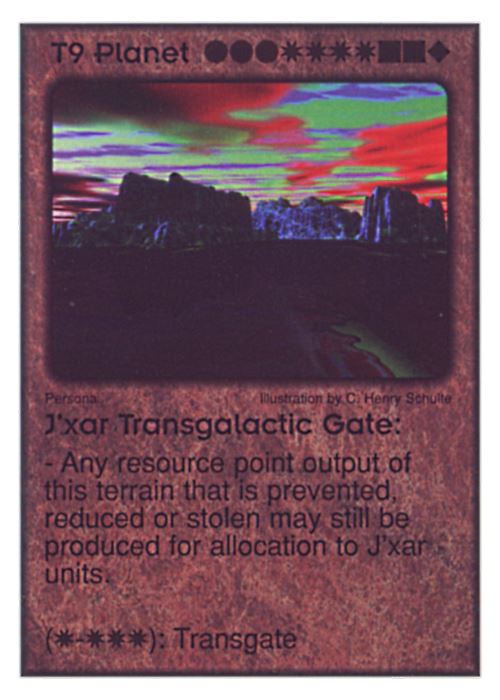 T9 Planet ●●●✷✷✷✷■■◆
Persona
Illustration by C. Henry Schulte
J'xar Transgalactic Gate:
- Any resource point output of
this terrain that is prevented,
reduced or stolen may still be
produced for allocation to J'xar
units.
(✷-✷✷✷): Transgate